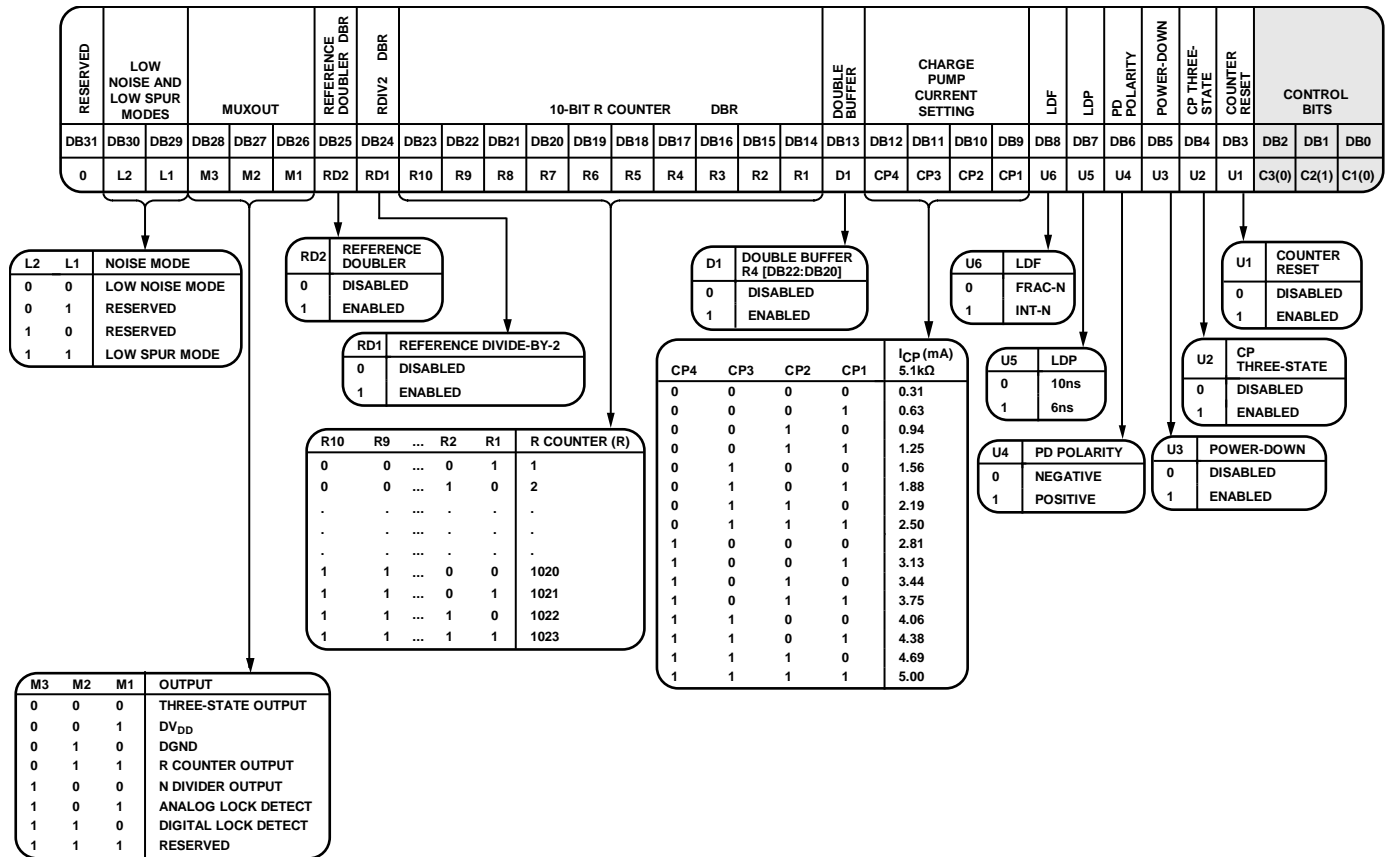 RESERVED
LOW NOISE AND LOW SPUR MODES
MUXOUT
REFERENCE DOUBLER DBR
RDIV2 DBR
10-BIT R COUNTER DBR
DOUBLE BUFFER
CHARGE PUMP CURRENT SETTING
LDF
LDP
PD POLARITY
POWER-DOWN
CP THREE-STATE
COUNTER RESET
CONTROL BITS
DB31 DB30 DB29 DB28 DB27 DB26 DB25 DB24 DB23 DB22 DB21 DB20 DB19 DB18 DB17 DB16 DB15 DB14 DB13 DB12 DB11 DB10 DB9 DB8 DB7 DB6 DB5 DB4 DB3 DB2 DB1 DB0
0 L2 L1 M3 M2 M1 RD2 RD1 R10 R9 R8 R7 R6 R5 R4 R3 R2 R1 D1 CP4 CP3 CP2 CP1 U6 U5 U4 U3 U2 U1 C3(0) C2(1) C1(0)
L2 L1 NOISE MODE
0 0 LOW NOISE MODE
0 1 RESERVED
1 0 RESERVED
1 1 LOW SPUR MODE
RD2 REFERENCE DOUBLER
0 DISABLED
1 ENABLED
RD1 REFERENCE DIVIDE-BY-2
0 DISABLED
1 ENABLED
R10 R9 ... R2 R1 R COUNTER (R)
0 0 ... 0 1 1
0 0 ... 1 0 2
. . ... . . .
. . ... . . .
. . ... . . .
1 1 ... 0 0 1020
1 1 ... 0 1 1021
1 1 ... 1 0 1022
1 1 ... 1 1 1023
D1 DOUBLE BUFFER R4 [DB22:DB20]
0 DISABLED
1 ENABLED
CP4 CP3 CP2 CP1 ICP (mA) 5.1kΩ
0 0 0 0 0.31
0 0 0 1 0.63
0 0 1 0 0.94
0 0 1 1 1.25
0 1 0 0 1.56
0 1 0 1 1.88
0 1 1 0 2.19
0 1 1 1 2.50
1 0 0 0 2.81
1 0 0 1 3.13
1 0 1 0 3.44
1 0 1 1 3.75
1 1 0 0 4.06
1 1 0 1 4.38
1 1 1 0 4.69
1 1 1 1 5.00
U6 LDF
0 FRAC-N
1 INT-N
U5 LDP
0 10ns
1 6ns
U4 PD POLARITY
0 NEGATIVE
1 POSITIVE
U1 COUNTER RESET
0 DISABLED
1 ENABLED
U2 CP THREE-STATE
0 DISABLED
1 ENABLED
U3 POWER-DOWN
0 DISABLED
1 ENABLED
M3 M2 M1 OUTPUT
0 0 0 THREE-STATE OUTPUT
0 0 1 DVDD
0 1 0 DGND
0 1 1 R COUNTER OUTPUT
1 0 0 N DIVIDER OUTPUT
1 0 1 ANALOG LOCK DETECT
1 1 0 DIGITAL LOCK DETECT
1 1 1 RESERVED